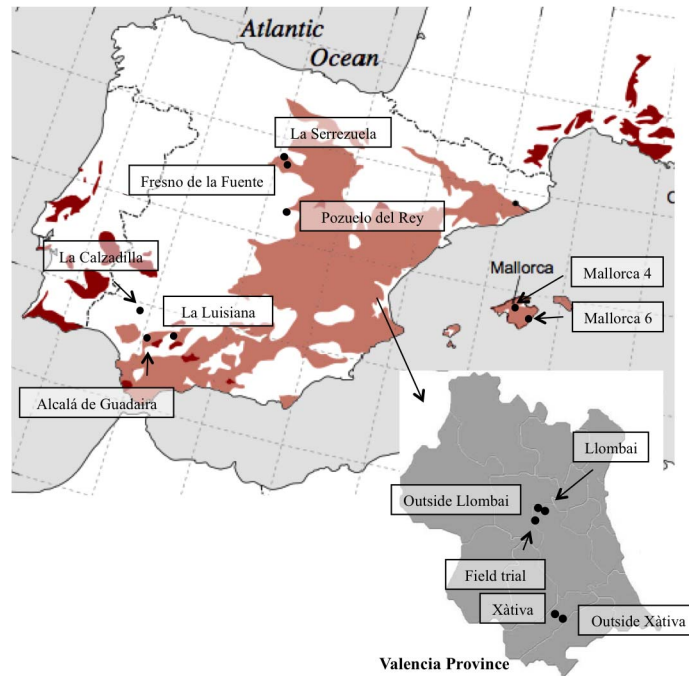 Atlantic
Ocean
La Serrezuela
Fresno de la Fuente
Pozuelo del Rey
La Calzadilla
La Luisiana
Mallorca
Mallorca 4
Mallorca 6
Alcalá de Guadaira
Llombai
Outside Llombai
Field trial
Xàtiva
Outside Xàtiva
Valencia Province